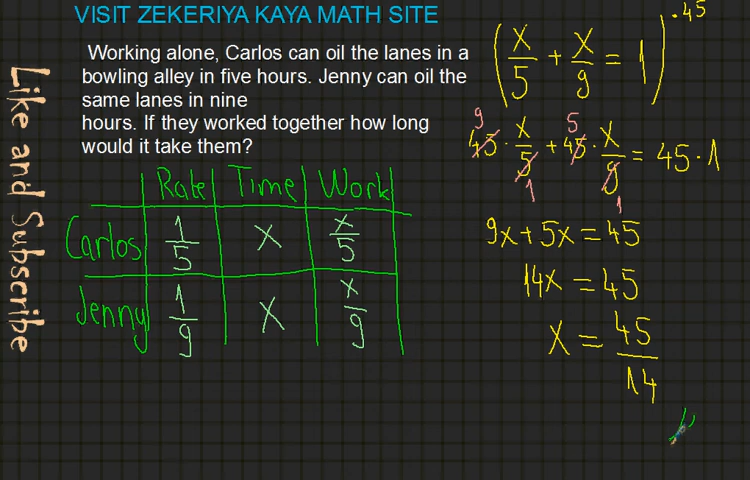 VISIT ZEKERIYA KAYA MATH SITE
Working alone, Carlos can oil the lanes in a
bowling alley in five hours. Jenny can oil the
same lanes in nine
hours. If they worked together how long
would it take them?
Like and Subscribe
Rate Time Work
Carlos 1/5 x x/5
Jenny 1/9 x x/9
(x/5 + x/9 = 1) .45
9 5
45 · x/5 + 45 · x/9 = 45 · 1
1 1
9x + 5x = 45
14x = 45
x = 45/14